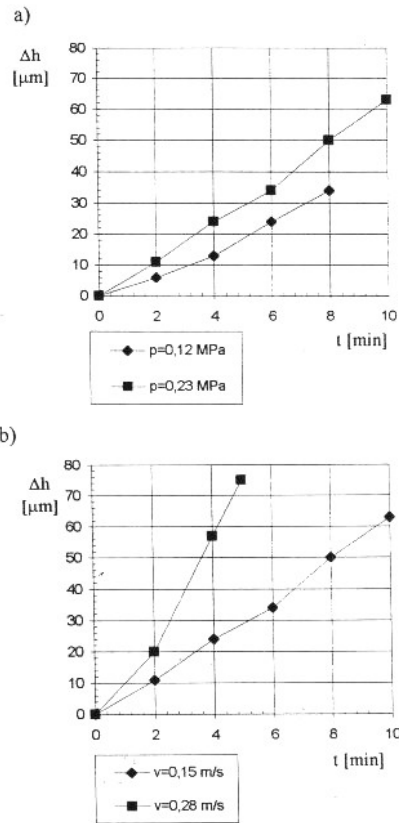 a)
Δh
[μm]
80
70
60
50
40
30
20
10
0
0 2 4 6 8 10
t [min]
p=0,12 MPa
p=0,23 MPa
b)
Δh
[μm]
80
70
60
50
40
30
20
10
0
0 2 4 6 8 10
t [min]
v=0,15 m/s
v=0,28 m/s